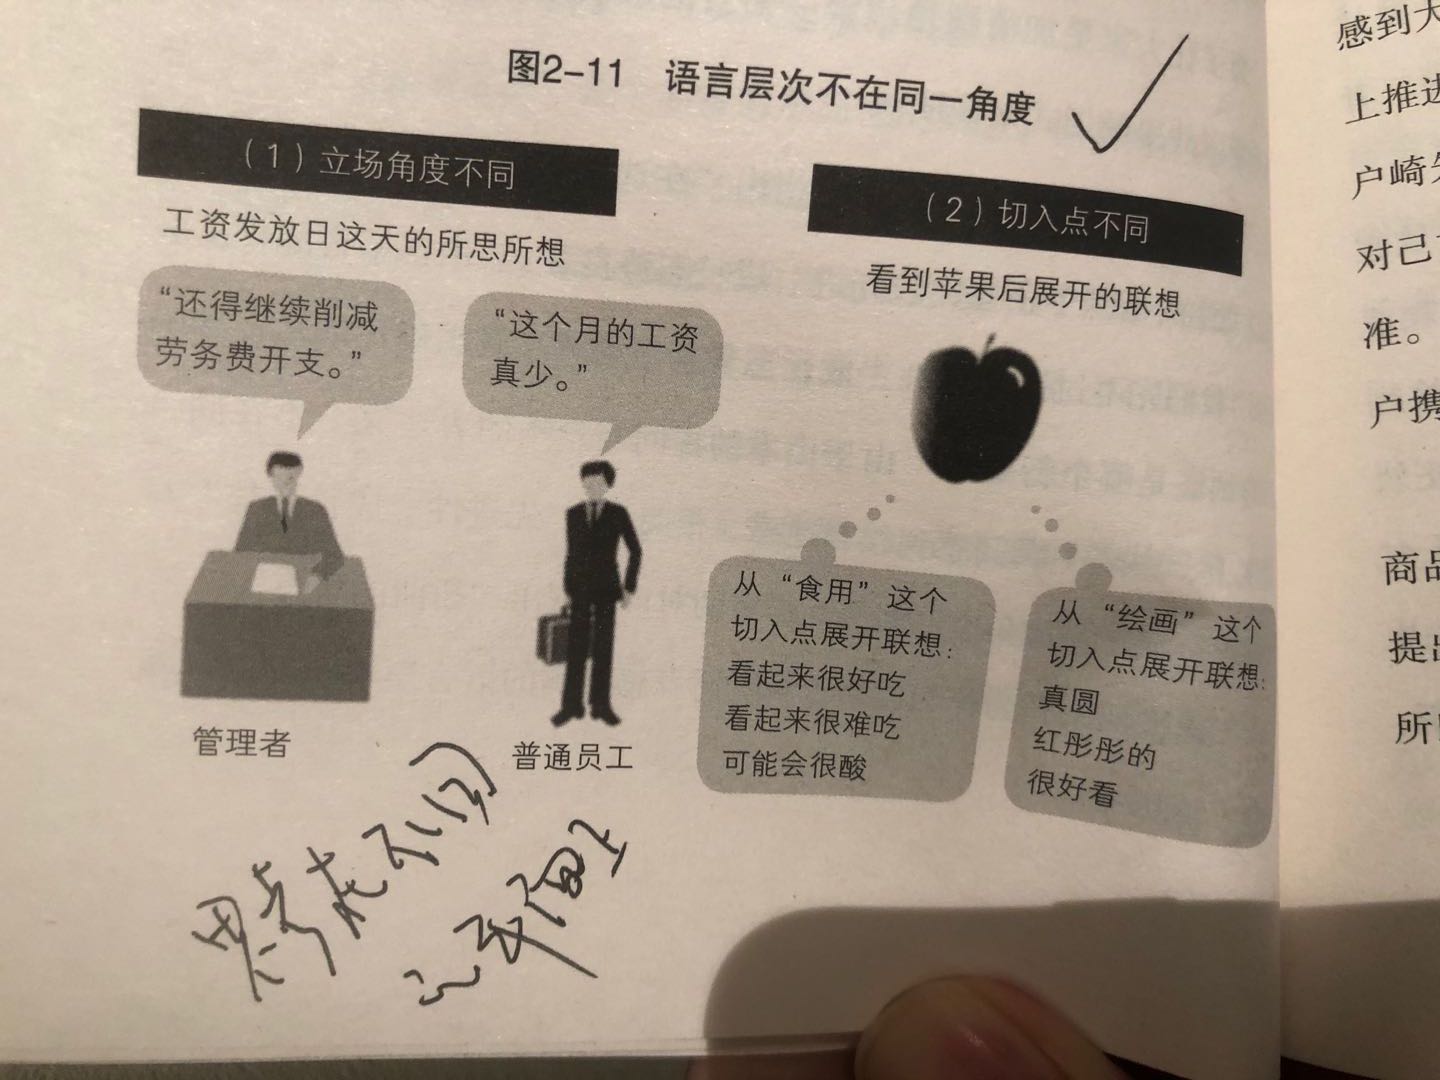 图2-11 语言层次不在同一角度
（1）立场角度不同
工资发放日这天的所思所想
“还得继续削减
劳务费开支。”
“这个月的工资
真少。”
管理者
普通员工
（2）切入点不同
看到苹果后展开的联想
从“食用”这个
切入点展开联想：
看起来很好吃
看起来很难吃
可能会很酸
从“绘画”这个
切入点展开联想：
真圆
红彤彤的
很好看
思考在不同
平面上
感到大
上推进
户崎
对己
准。
户携
商品
提出
所